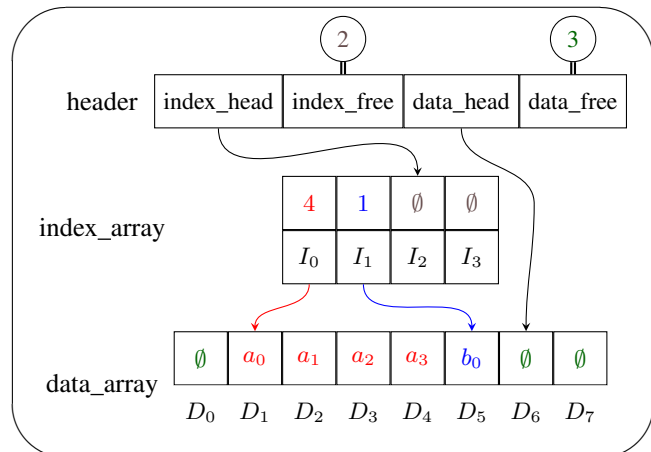 2 3
header index_head index_free data_head data_free
4 1 ∅ ∅
index_array
I₀ I₁ I₂ I₃
∅ a₀ a₁ a₂ a₃ b₀ ∅ ∅
data_array
D₀ D₁ D₂ D₃ D₄ D₅ D₆ D₇